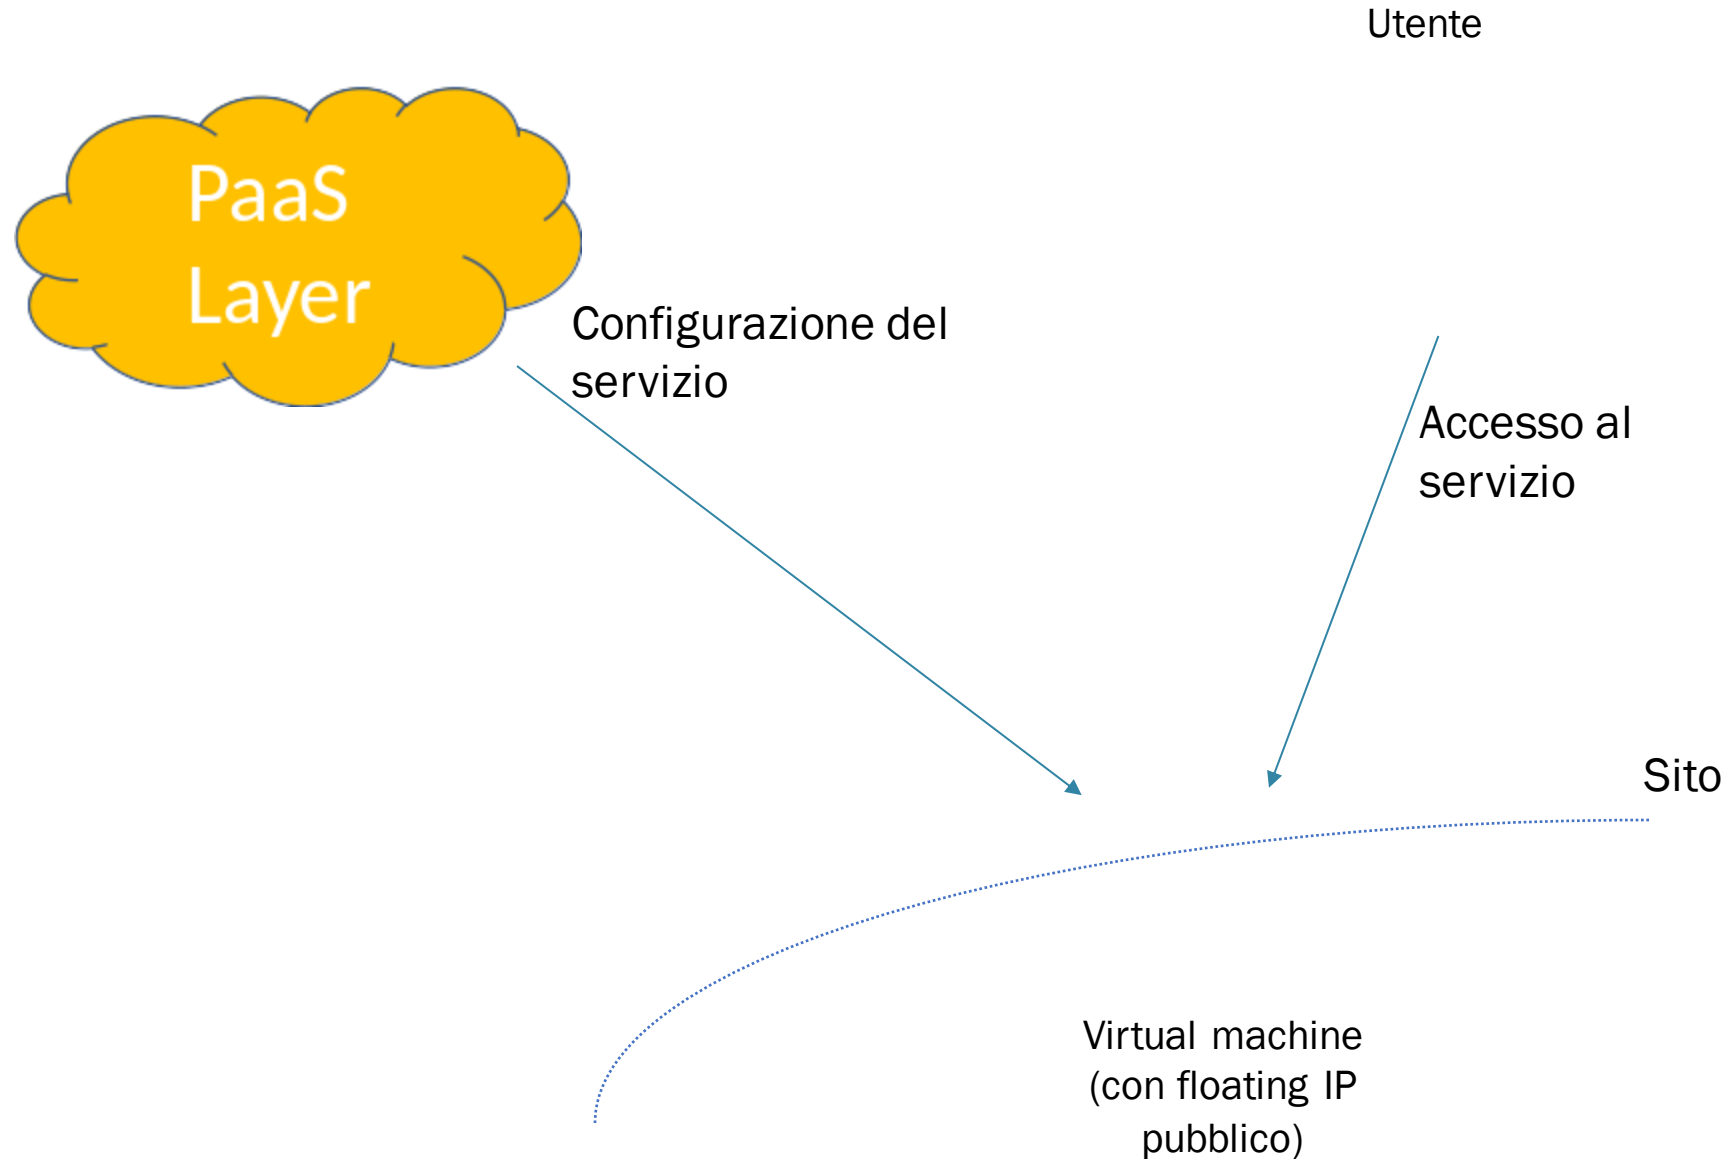 Utente
PaaS
Layer
Configurazione del
servizio
Accesso al
servizio
Sito
Virtual machine
(con floating IP
pubblico)